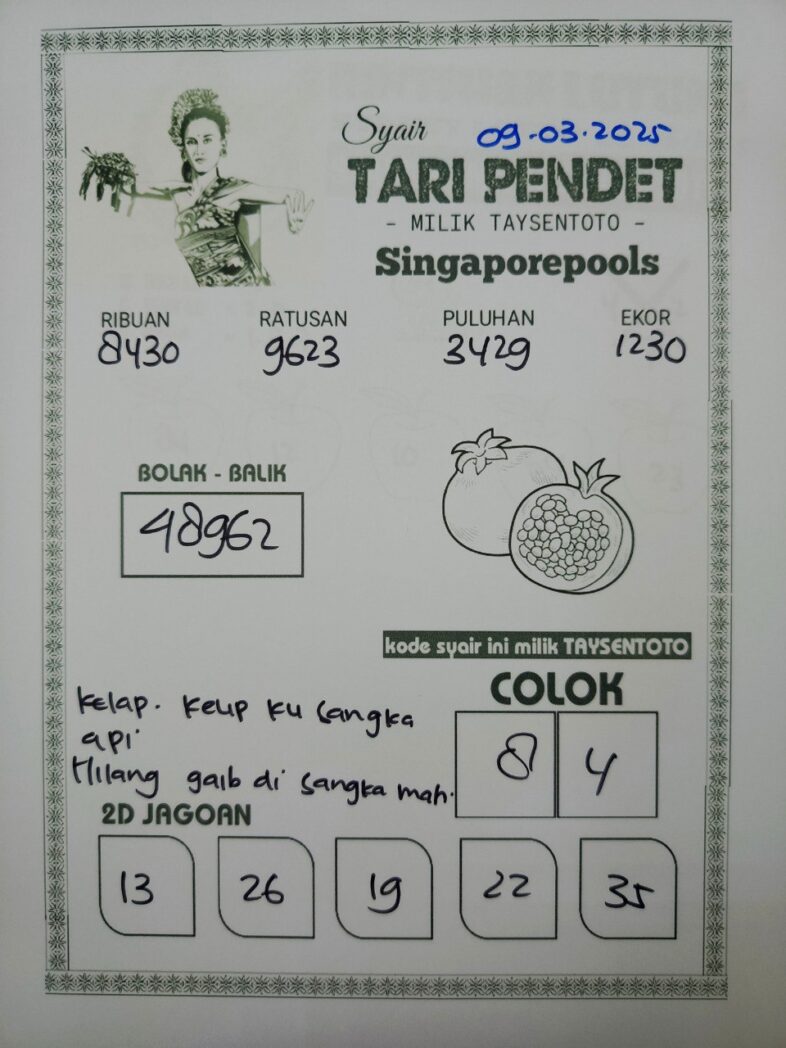 Syair 09.03.2025
TARI PENDET
- MILIK TAYSENTOTO -
Singaporepools
RIBUAN RATUSAN PULUHAN EKOR
8430 9623 3429 1230
BOLAK - BALIK
48962
kode syair ini milik TAYSENTOTO
COLOK
8 4
Kelap. Kelip ku sangka
api
Hilang gaib di sangka mah.
2D JAGOAN
13 26 19 22 35